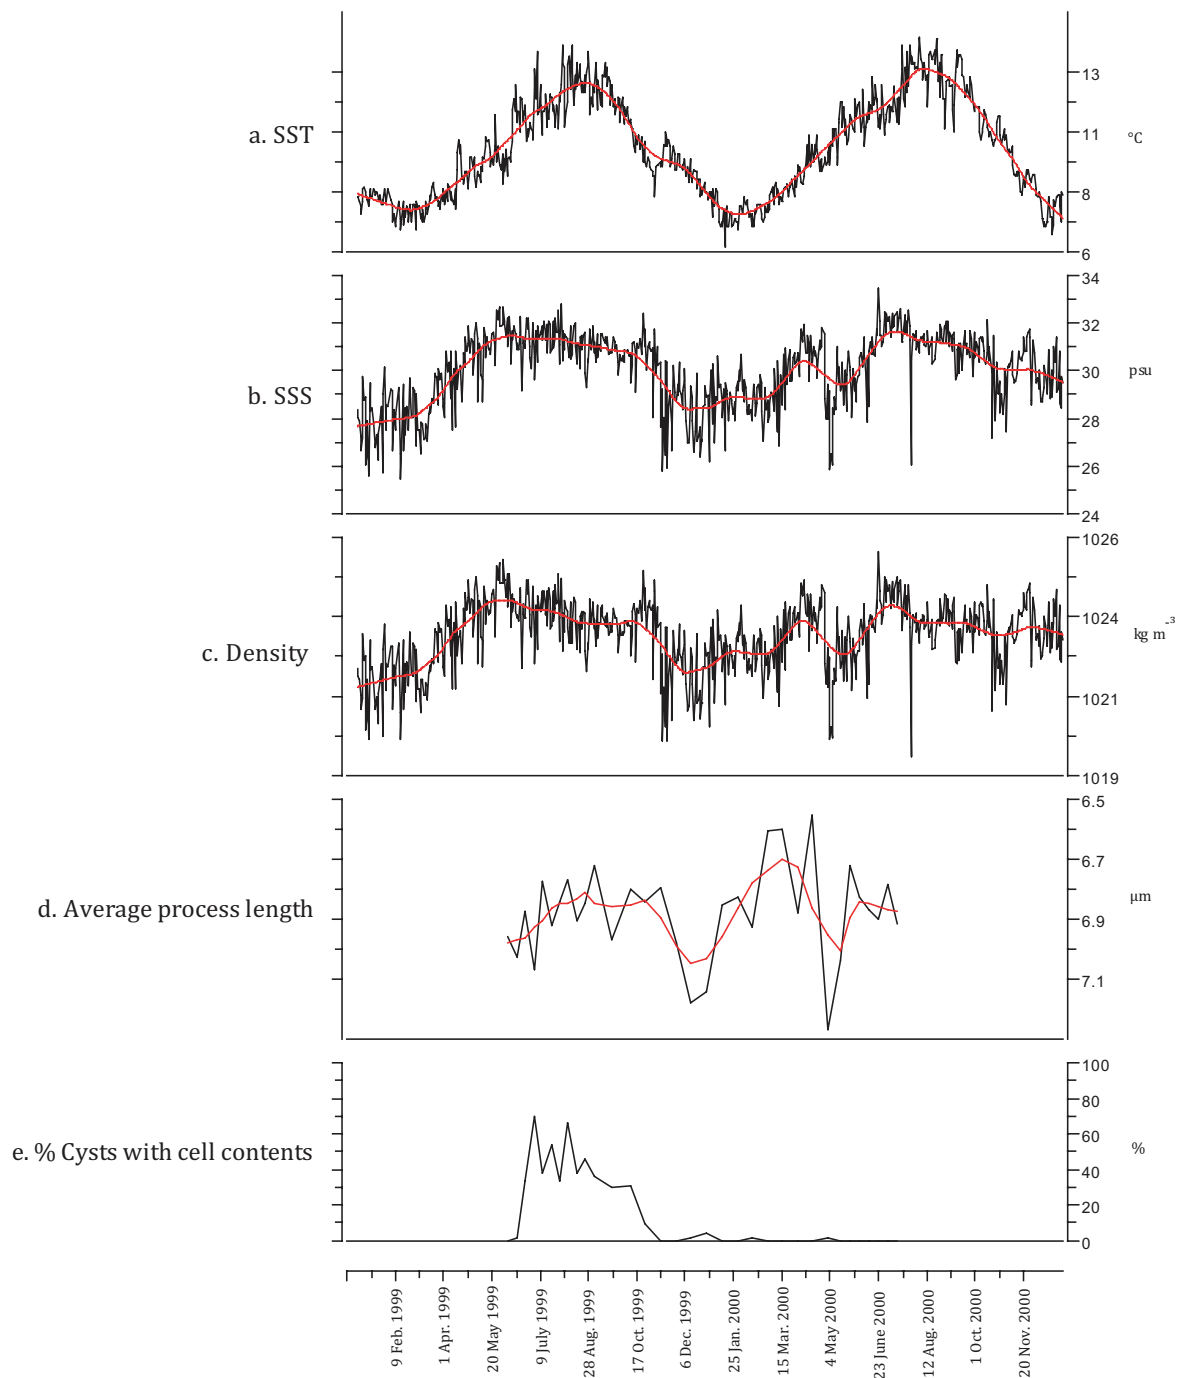 13
a. SST
11
°C
8
6
34
32
30
psu
b. SSS
28
26
24
1026
1024
kg m⁻³
c. Density
1021
1019
6.5
6.7
6.9
µm
d. Average process length
7.1
100
80
60
%
e. % Cysts with cell contents
40
20
0
9 Feb. 1999
1 Apr. 1999
20 May 1999
9 July 1999
28 Aug. 1999
17 Oct. 1999
6 Dec. 1999
25 Jan. 2000
15 Mar. 2000
4 May 2000
23 June 2000
12 Aug. 2000
1 Oct. 2000
20 Nov. 2000